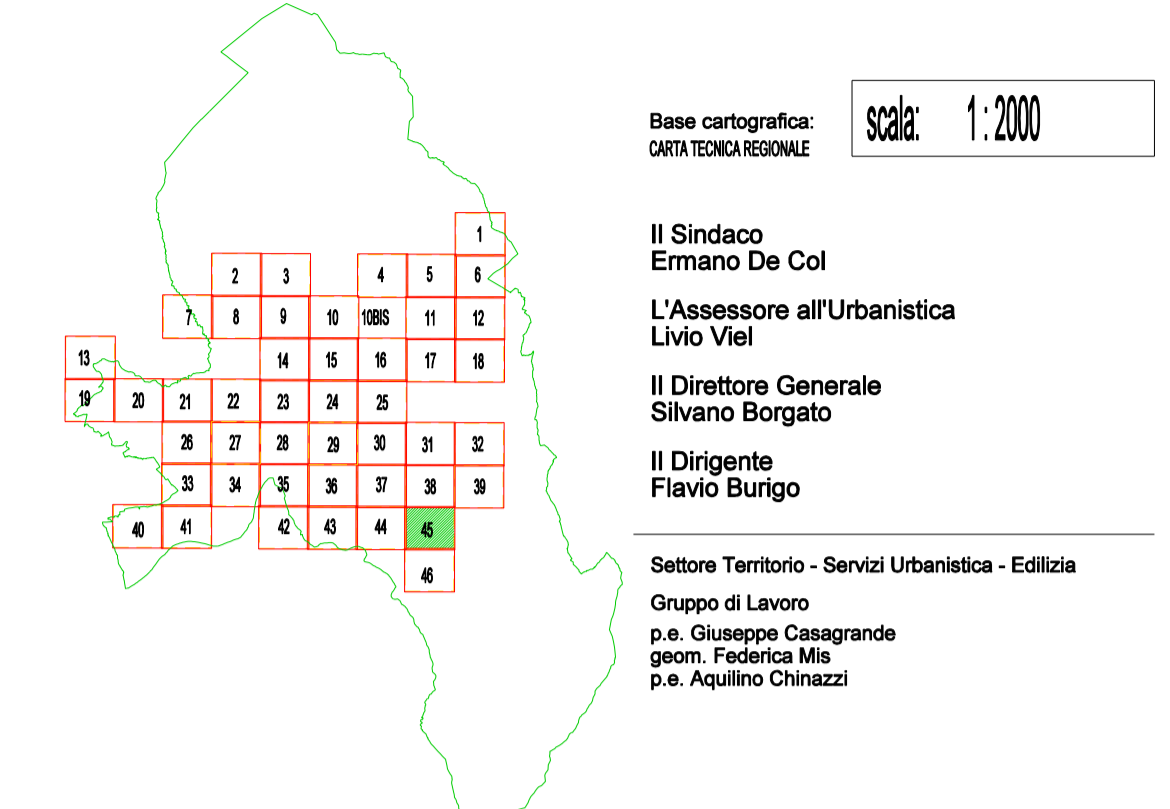 1
2 3 4 5 6
7 8 9 10 10BIS 11 12
13 14 15 16 17 18
19 20 21 22 23 24 25
26 27 28 29 30 31 32
33 34 35 36 37 38 39
40 41 42 43 44 45
46
Base cartografica:
CARTA TECNICA REGIONALE
scala: 1 : 2000
Il Sindaco
Ermano De Col
L'Assessore all'Urbanistica
Livio Viel
Il Direttore Generale
Silvano Borgato
Il Dirigente
Flavio Burigo
Settore Territorio - Servizi Urbanistica - Edilizia
Gruppo di Lavoro
p.e. Giuseppe Casagrande
geom. Federica Mis
p.e. Aquilino Chinazzi